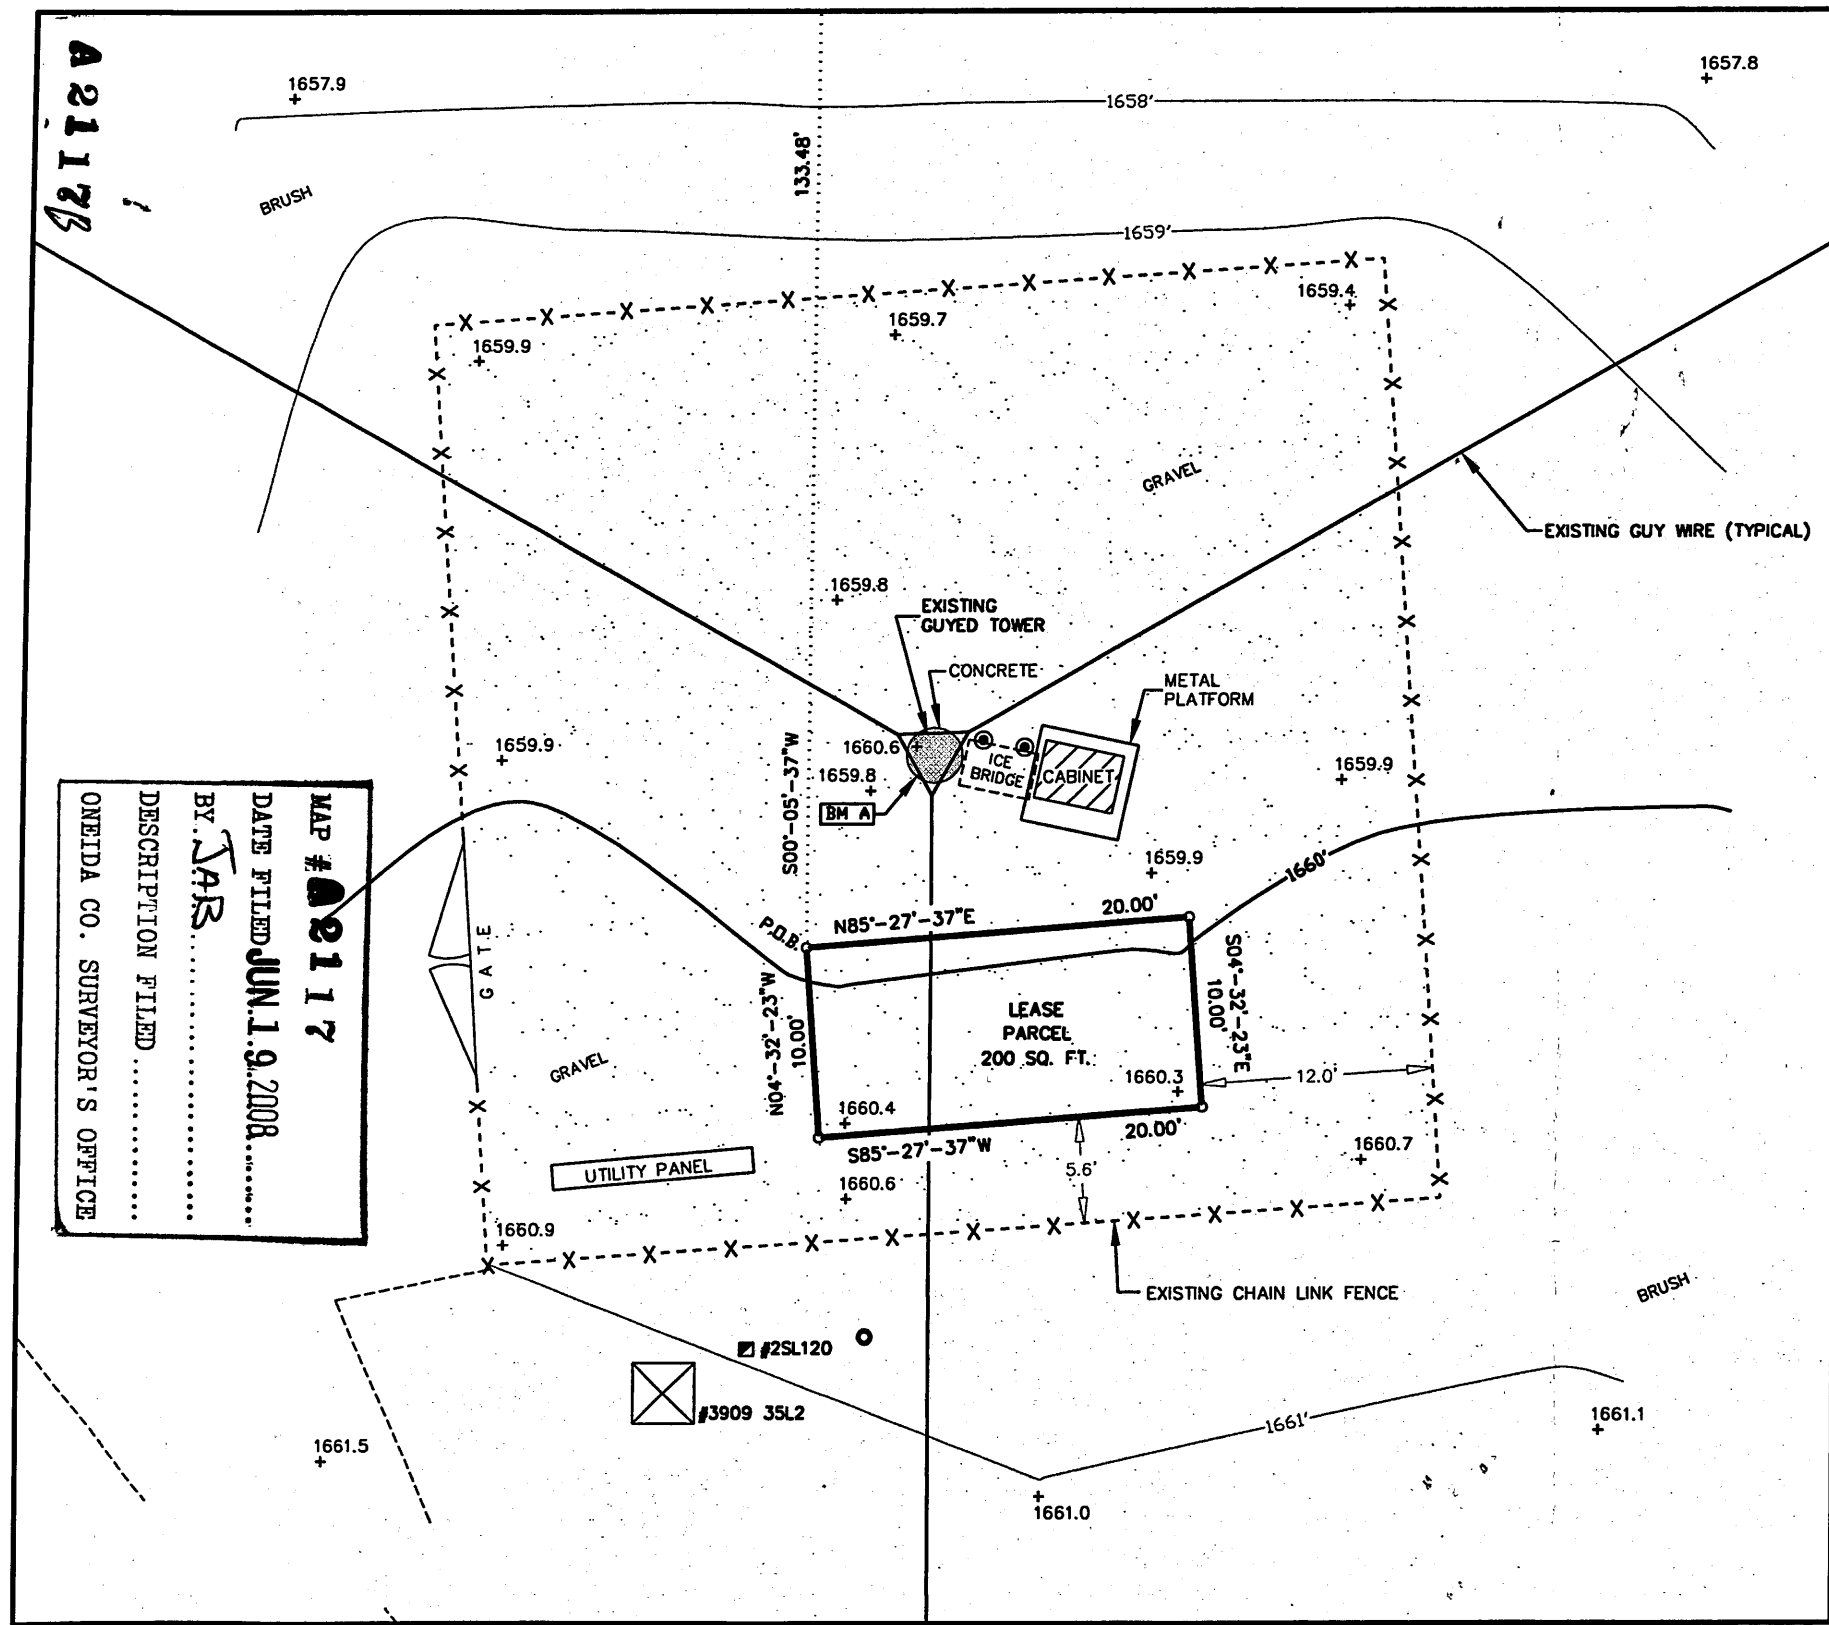 A2117B
1657.9
1657.8
1658'
133.48'
BRUSH
1659'
1659.4
1659.7
1659.9
GRAVEL
EXISTING GUY WIRE (TYPICAL)
1659.8
EXISTING
GUYED TOWER
CONCRETE
METAL
PLATFORM
1660.6
1659.9
S00°-05'-37"W
1659.8
ICE
BRIDGE
CABINET
1659.9
BM A
1659.9
1660'
MAP # A2117
DATE FILED JUN 19 2008
BY JAB
DESCRIPTION FILED
ONEIDA CO. SURVEYOR'S OFFICE
GATE
P.O.B.
N85°-27'-37"E
20.00'
N04°-32'-23"W
10.00'
S04°-32'-23"E
10.00'
LEASE
PARCEL
200 SQ. FT.
GRAVEL
1660.3
12.0'
1660.4
S85°-27'-37"W
20.00'
1660.7
UTILITY PANEL
5.6'
1660.6
1660.9
EXISTING CHAIN LINK FENCE
BRUSH
#2SL120
#3909 35L2
1661'
1661.1
1661.5
1661.0